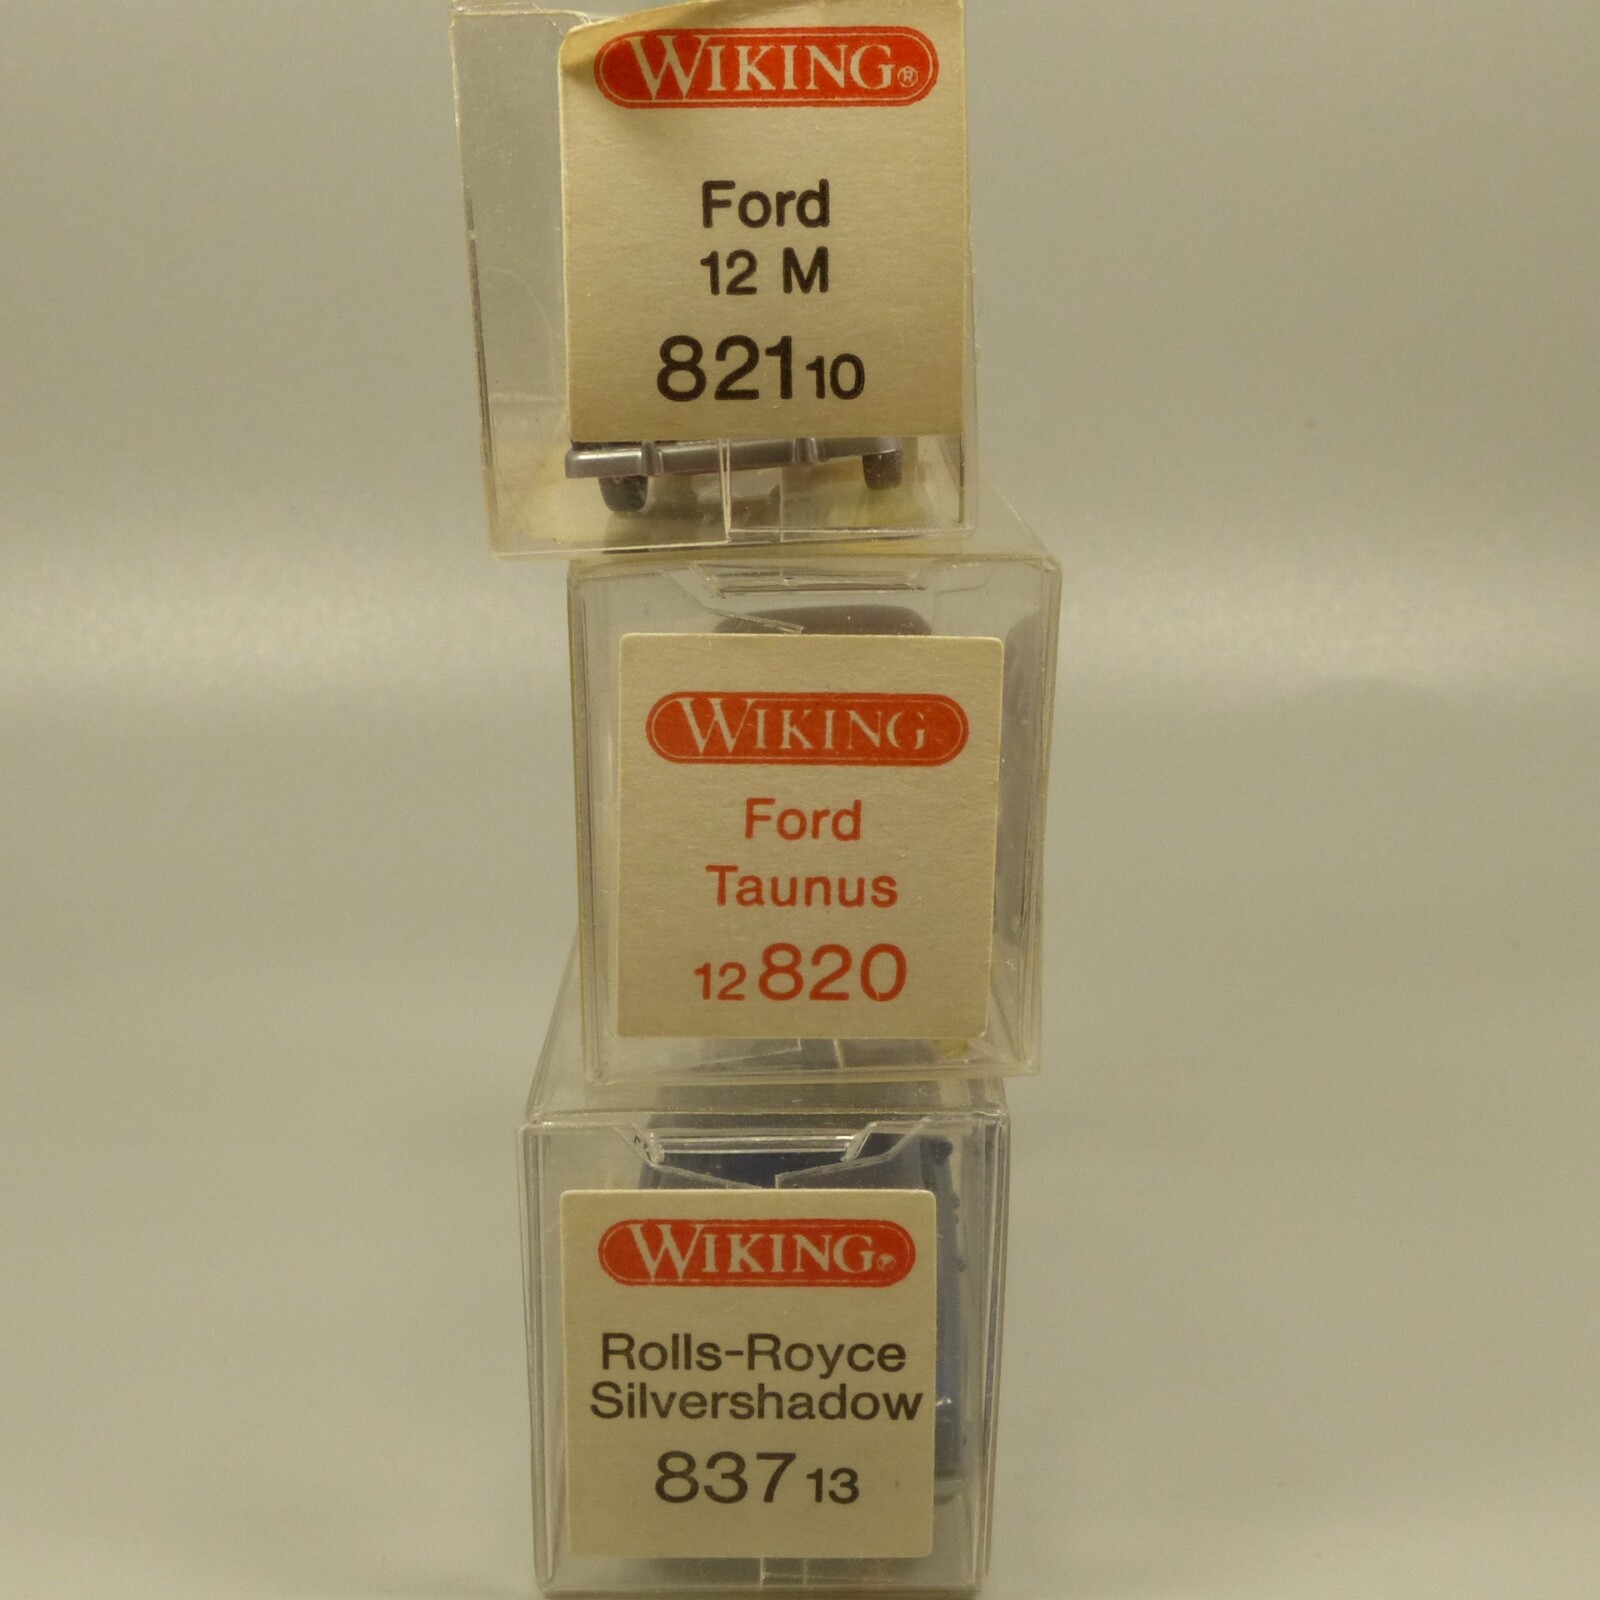 WIKING®
Ford
12 M
821 10
WIKING
Ford
Taunus
12 820
WIKING®
Rolls-Royce
Silvershadow
837 13